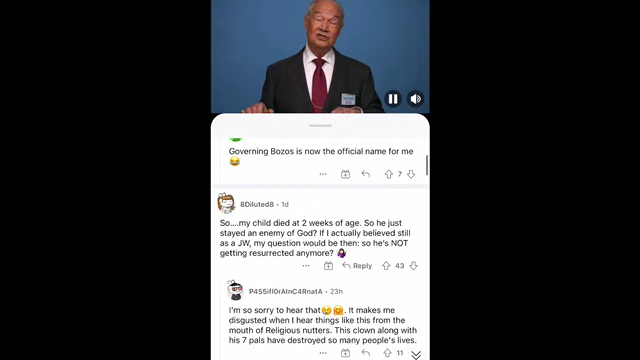 Governing Bozos is now the official name for me
😂
7
8Diluted8 • 1d
So....my child died at 2 weeks of age. So he just
stayed an enemy of God? If I actually believed still
as a JW, my question would be then: so he's NOT
getting resurrected anymore? 🤷🏻‍♀️
Reply 43
P455ifl0rAInC4RnatA • 23h
I'm so sorry to hear that😢🤗. It makes me
disgusted when I hear things like this from the
mouth of Religious nutters. This clown along with
his 7 pals have destroyed so many people's lives.
11